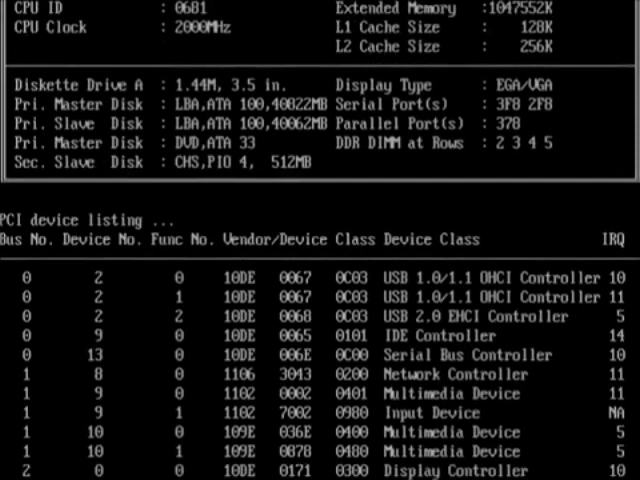 CPU ID : 0681 Extended Memory :1047552K
CPU Clock : 2000MHz L1 Cache Size : 128K
L2 Cache Size : 256K
Diskette Drive A : 1.44M, 3.5 in. Display Type : EGA/VGA
Pri. Master Disk : LBA,ATA 100,40822MB Serial Port(s) : 3F8 2F8
Pri. Slave Disk : LBA,ATA 100,40062MB Parallel Port(s) : 378
Pri. Master Disk : DVD,ATA 33 DDR DIMM at Rows : 2 3 4 5
Sec. Slave Disk : CHS,PIO 4, 512MB
PCI device listing ...
Bus No. Device No. Func No. Vendor/Device Class Device Class IRQ
0 2 0 10DE 0067 0C03 USB 1.0/1.1 OHCI Controller 10
0 2 1 10DE 0067 0C03 USB 1.0/1.1 OHCI Controller 11
0 2 2 10DE 0068 0C03 USB 2.0 EHCI Controller 5
0 9 0 10DE 0065 0101 IDE Controller 14
0 13 0 10DE 006E 0C00 Serial Bus Controller 10
1 8 0 1106 3043 0200 Network Controller 11
1 9 0 1102 0002 0401 Multimedia Device 11
1 9 1 1102 7002 0980 Input Device NA
1 10 0 109E 036E 0400 Multimedia Device 5
1 10 1 109E 0878 0480 Multimedia Device 5
2 0 0 10DE 0171 0300 Display Controller 10